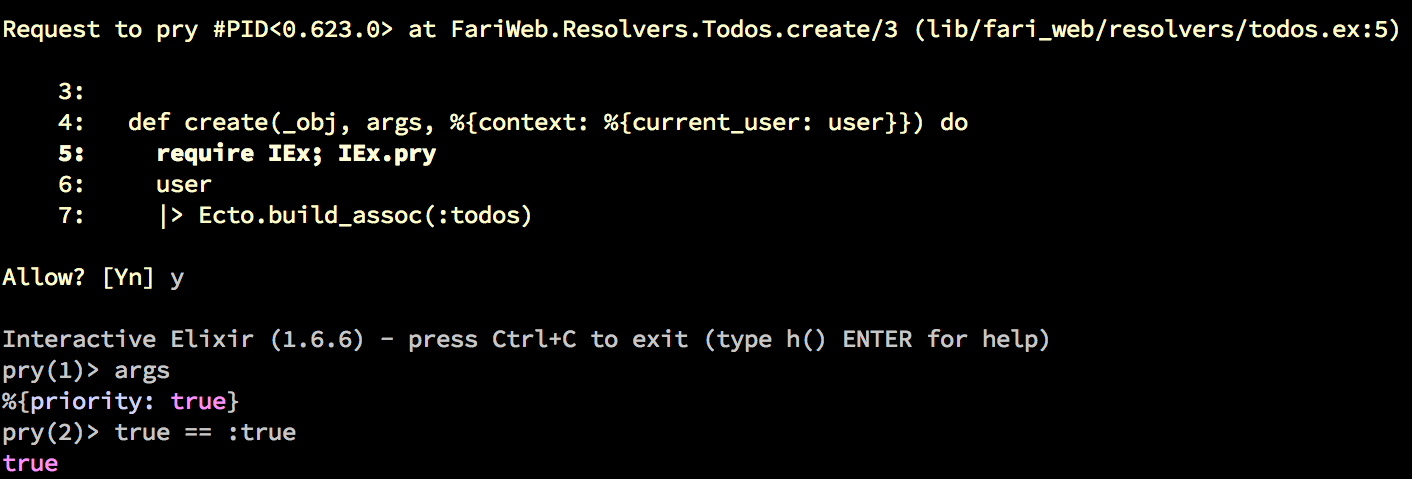 Request to pry #PID<0.623.0> at FariWeb.Resolvers.Todos.create/3 (lib/fari_web/resolvers/todos.ex:5)
    3:
    4:   def create(_obj, args, %{context: %{current_user: user}}) do
    5:     require IEx; IEx.pry
    6:     user
    7:     |> Ecto.build_assoc(:todos)
Allow? [Yn] y
Interactive Elixir (1.6.6) - press Ctrl+C to exit (type h() ENTER for help)
pry(1)> args
%{priority: true}
pry(2)> true == :true
true